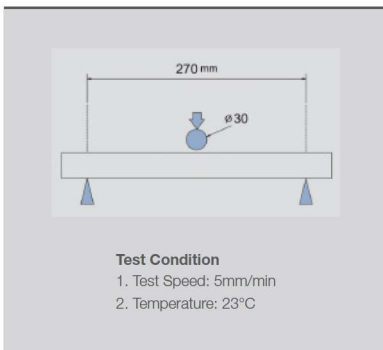 270 mm
ø30
Test Condition
1. Test Speed: 5mm/min
2. Temperature: 23°C